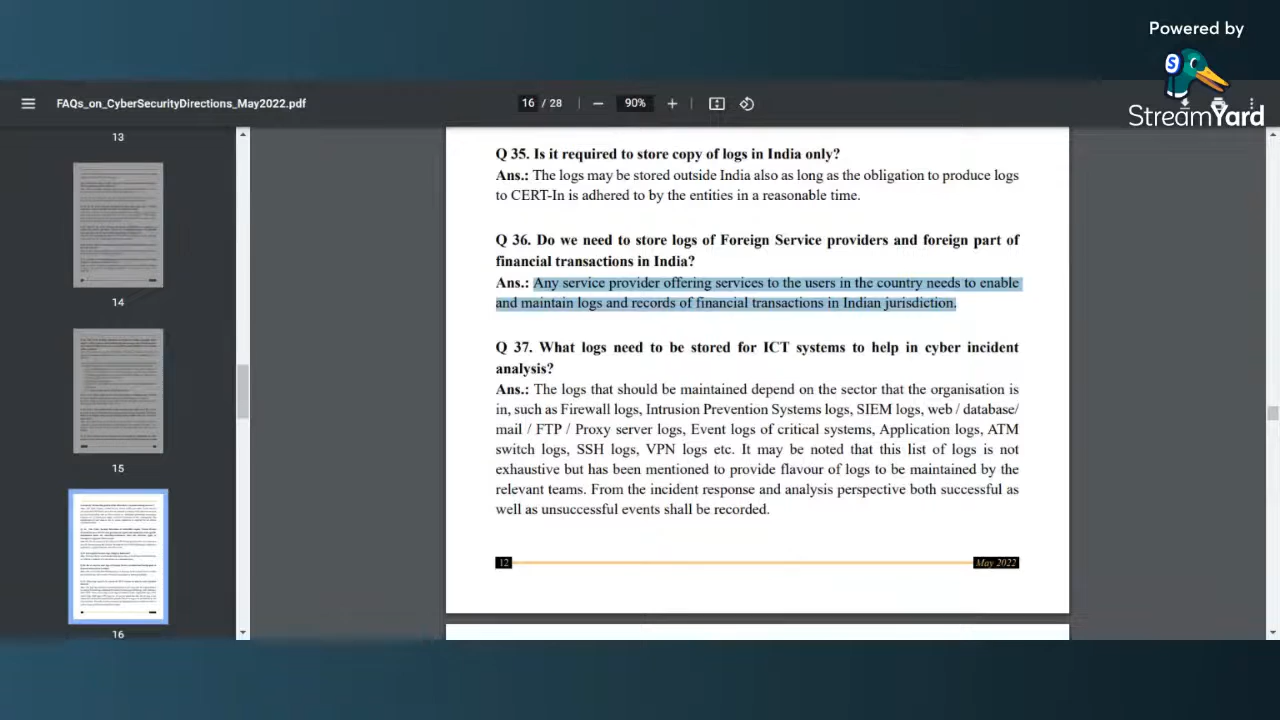 Powered by
StreamYard
FAQs_on_CyberSecurityDirections_May2022.pdf
16 / 28
90%
13
14
15
16
Q 35. Is it required to store copy of logs in India only?
Ans.: The logs may be stored outside India also as long as the obligation to produce logs
to CERT-In is adhered to by the entities in a reasonable time.
Q 36. Do we need to store logs of Foreign Service providers and foreign part of
financial transactions in India?
Ans.: Any service provider offering services to the users in the country needs to enable
and maintain logs and records of financial transactions in Indian jurisdiction.
Q 37. What logs need to be stored for ICT systems to help in cyber incident
analysis?
Ans.: The logs that should be maintained depend on the sector that the organisation is
in, such as Firewall logs, Intrusion Prevention Systems logs, SIEM logs, web / database/
mail / FTP / Proxy server logs, Event logs of critical systems, Application logs, ATM
switch logs, SSH logs, VPN logs etc. It may be noted that this list of logs is not
exhaustive but has been mentioned to provide flavour of logs to be maintained by the
relevant teams. From the incident response and analysis perspective both successful as
well as unsuccessful events shall be recorded.
12
May 2022